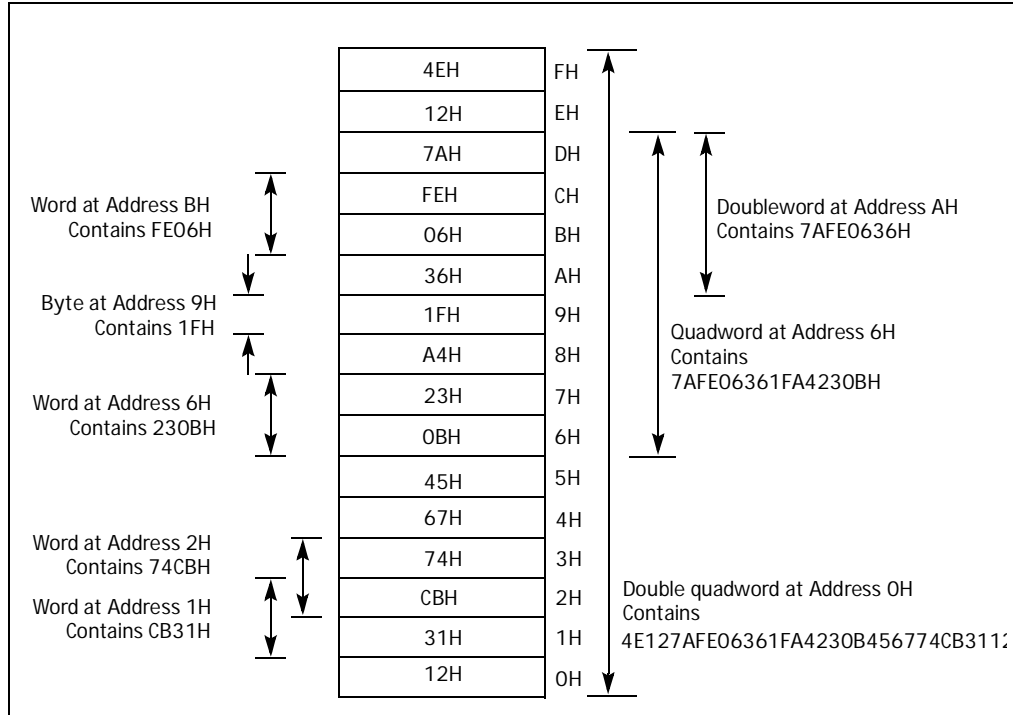 4EH FH
12H EH
7AH DH
FEH CH
06H BH
36H AH
1FH 9H
A4H 8H
23H 7H
0BH 6H
45H 5H
67H 4H
74H 3H
CBH 2H
31H 1H
12H 0H
Word at Address BH
Contains FE06H
Byte at Address 9H
Contains 1FH
Word at Address 6H
Contains 230BH
Word at Address 2H
Contains 74CBH
Word at Address 1H
Contains CB31H
Doubleword at Address AH
Contains 7AFE0636H
Quadword at Address 6H
Contains
7AFE06361FA4230BH
Double quadword at Address 0H
Contains
4E127AFE06361FA4230B456774CB3112